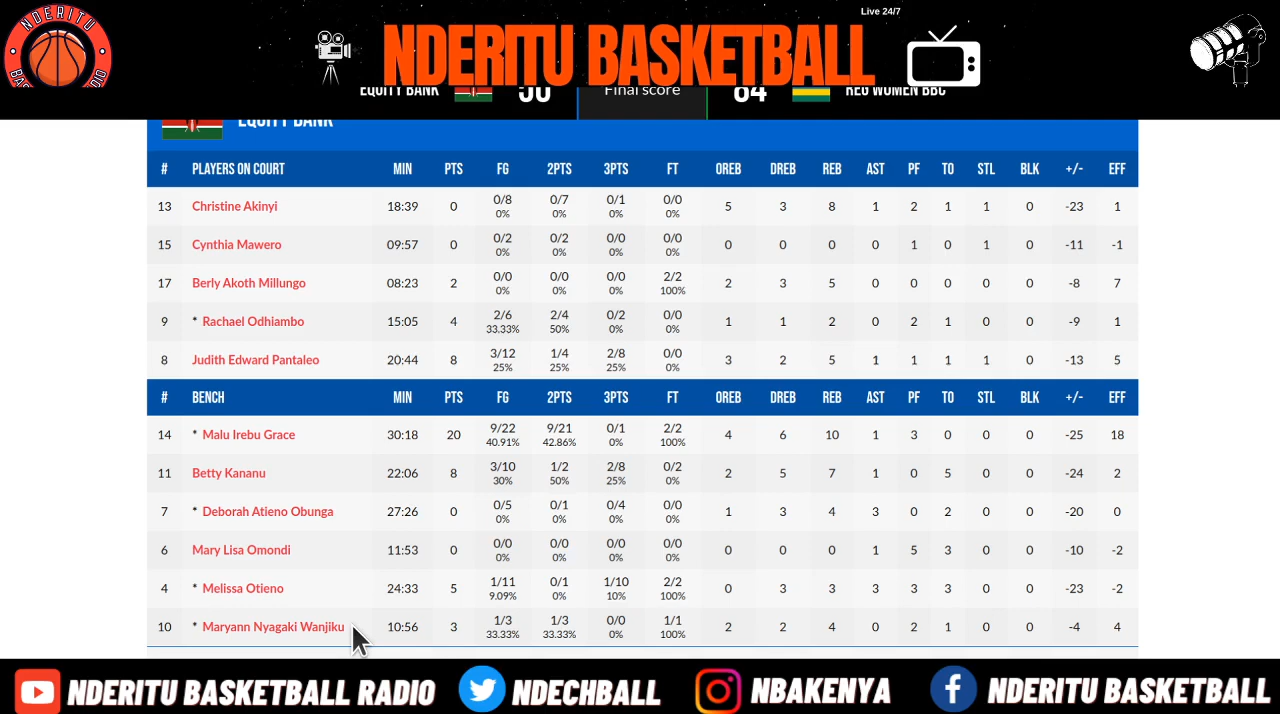 Live 24/7
NDERITU
NDERITU BASKETBALL
EQUITY BANK 50 Final score 84 REG WOMEN BBC
EQUITY BANK
# PLAYERS ON COURT MIN PTS FG 2PTS 3PTS FT OREB DREB REB AST PF TO STL BLK +/- EFF
13 Christine Akinyi 18:39 0 0/8 0/7 0/1 0/0 5 3 8 1 2 1 1 0 -23 1
0% 0% 0% 0%
15 Cynthia Mawero 09:57 0 0/2 0/2 0/0 0/0 0 0 0 0 1 0 1 0 -11 -1
0% 0% 0% 0%
17 Berly Akoth Millungo 08:23 2 0/0 0/0 0/0 2/2 2 3 5 0 0 0 0 0 -8 7
0% 0% 0% 100%
9 * Rachael Odhiambo 15:05 4 2/6 2/4 0/2 0/0 1 1 2 0 2 1 0 0 -9 1
33.33% 50% 0% 0%
8 Judith Edward Pantaleo 20:44 8 3/12 1/4 2/8 0/0 3 2 5 1 1 1 1 0 -13 5
25% 25% 25% 0%
# BENCH MIN PTS FG 2PTS 3PTS FT OREB DREB REB AST PF TO STL BLK +/- EFF
14 * Malu Irebu Grace 30:18 20 9/22 9/21 0/1 2/2 4 6 10 1 3 0 0 0 -25 18
40.91% 42.86% 0% 100%
11 Betty Kananu 22:06 8 3/10 1/2 2/8 0/2 2 5 7 1 0 5 0 0 -24 2
30% 50% 25% 0%
7 * Deborah Atieno Obunga 27:26 0 0/5 0/1 0/4 0/0 1 3 4 3 0 2 0 0 -20 0
0% 0% 0% 0%
6 Mary Lisa Omondi 11:53 0 0/0 0/0 0/0 0/0 0 0 0 1 5 3 0 0 -10 -2
0% 0% 0% 0%
4 * Melissa Otieno 24:33 5 1/11 0/1 1/10 2/2 0 3 3 3 3 3 0 0 -23 -2
9.09% 0% 10% 100%
10 * Maryann Nyagaki Wanjiku 10:56 3 1/3 1/3 0/0 1/1 2 2 4 0 2 1 0 0 -4 4
33.33% 33.33% 0% 100%
NDERITU BASKETBALL RADIO NDECHBALL NBAKENYA NDERITU BASKETBALL